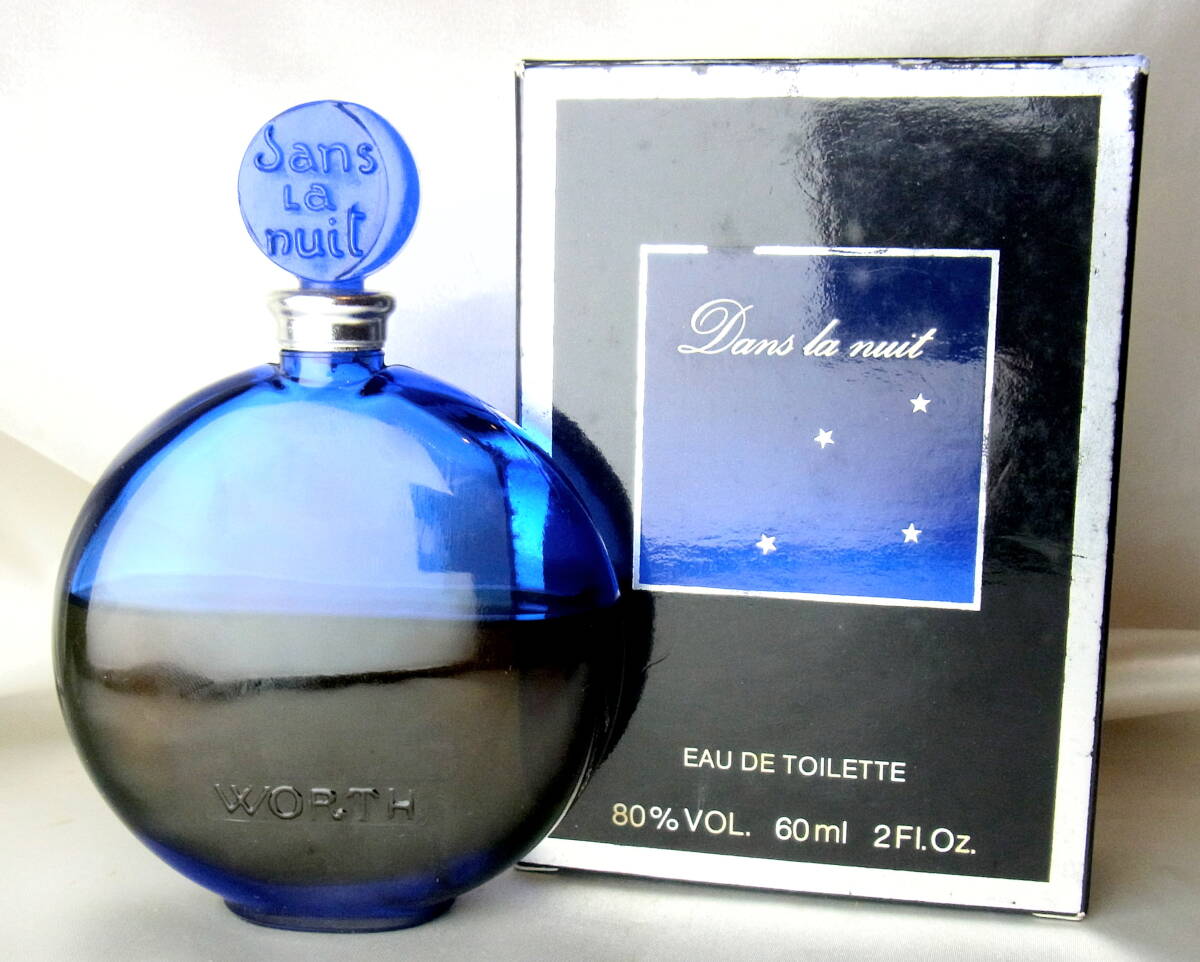 Dans
La
nuit
WORTH
Dans la nuit
EAU DE TOILETTE
80% VOL. 60ml 2Fl.Oz.